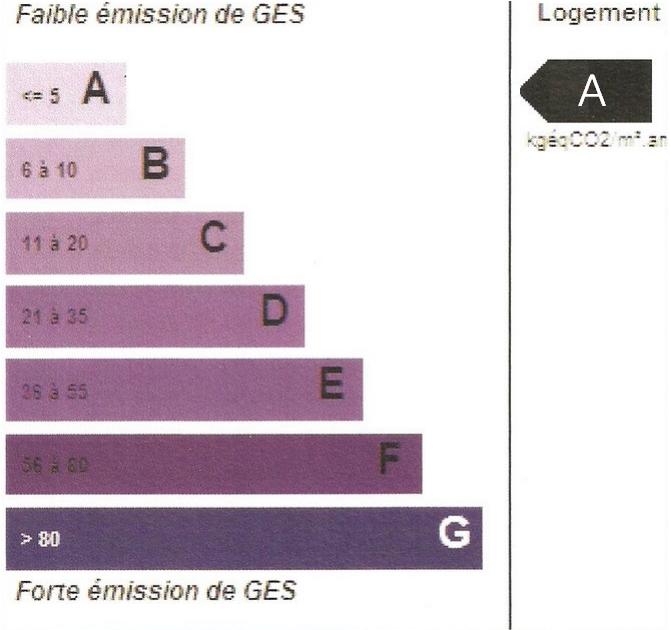 Faible émission de GES
Logement
<= 5 A
A
kgéqCO2/m².an
6 à 10 B
11 à 20 C
21 à 35 D
36 à 55 E
56 à 80 F
> 80 G
Forte émission de GES